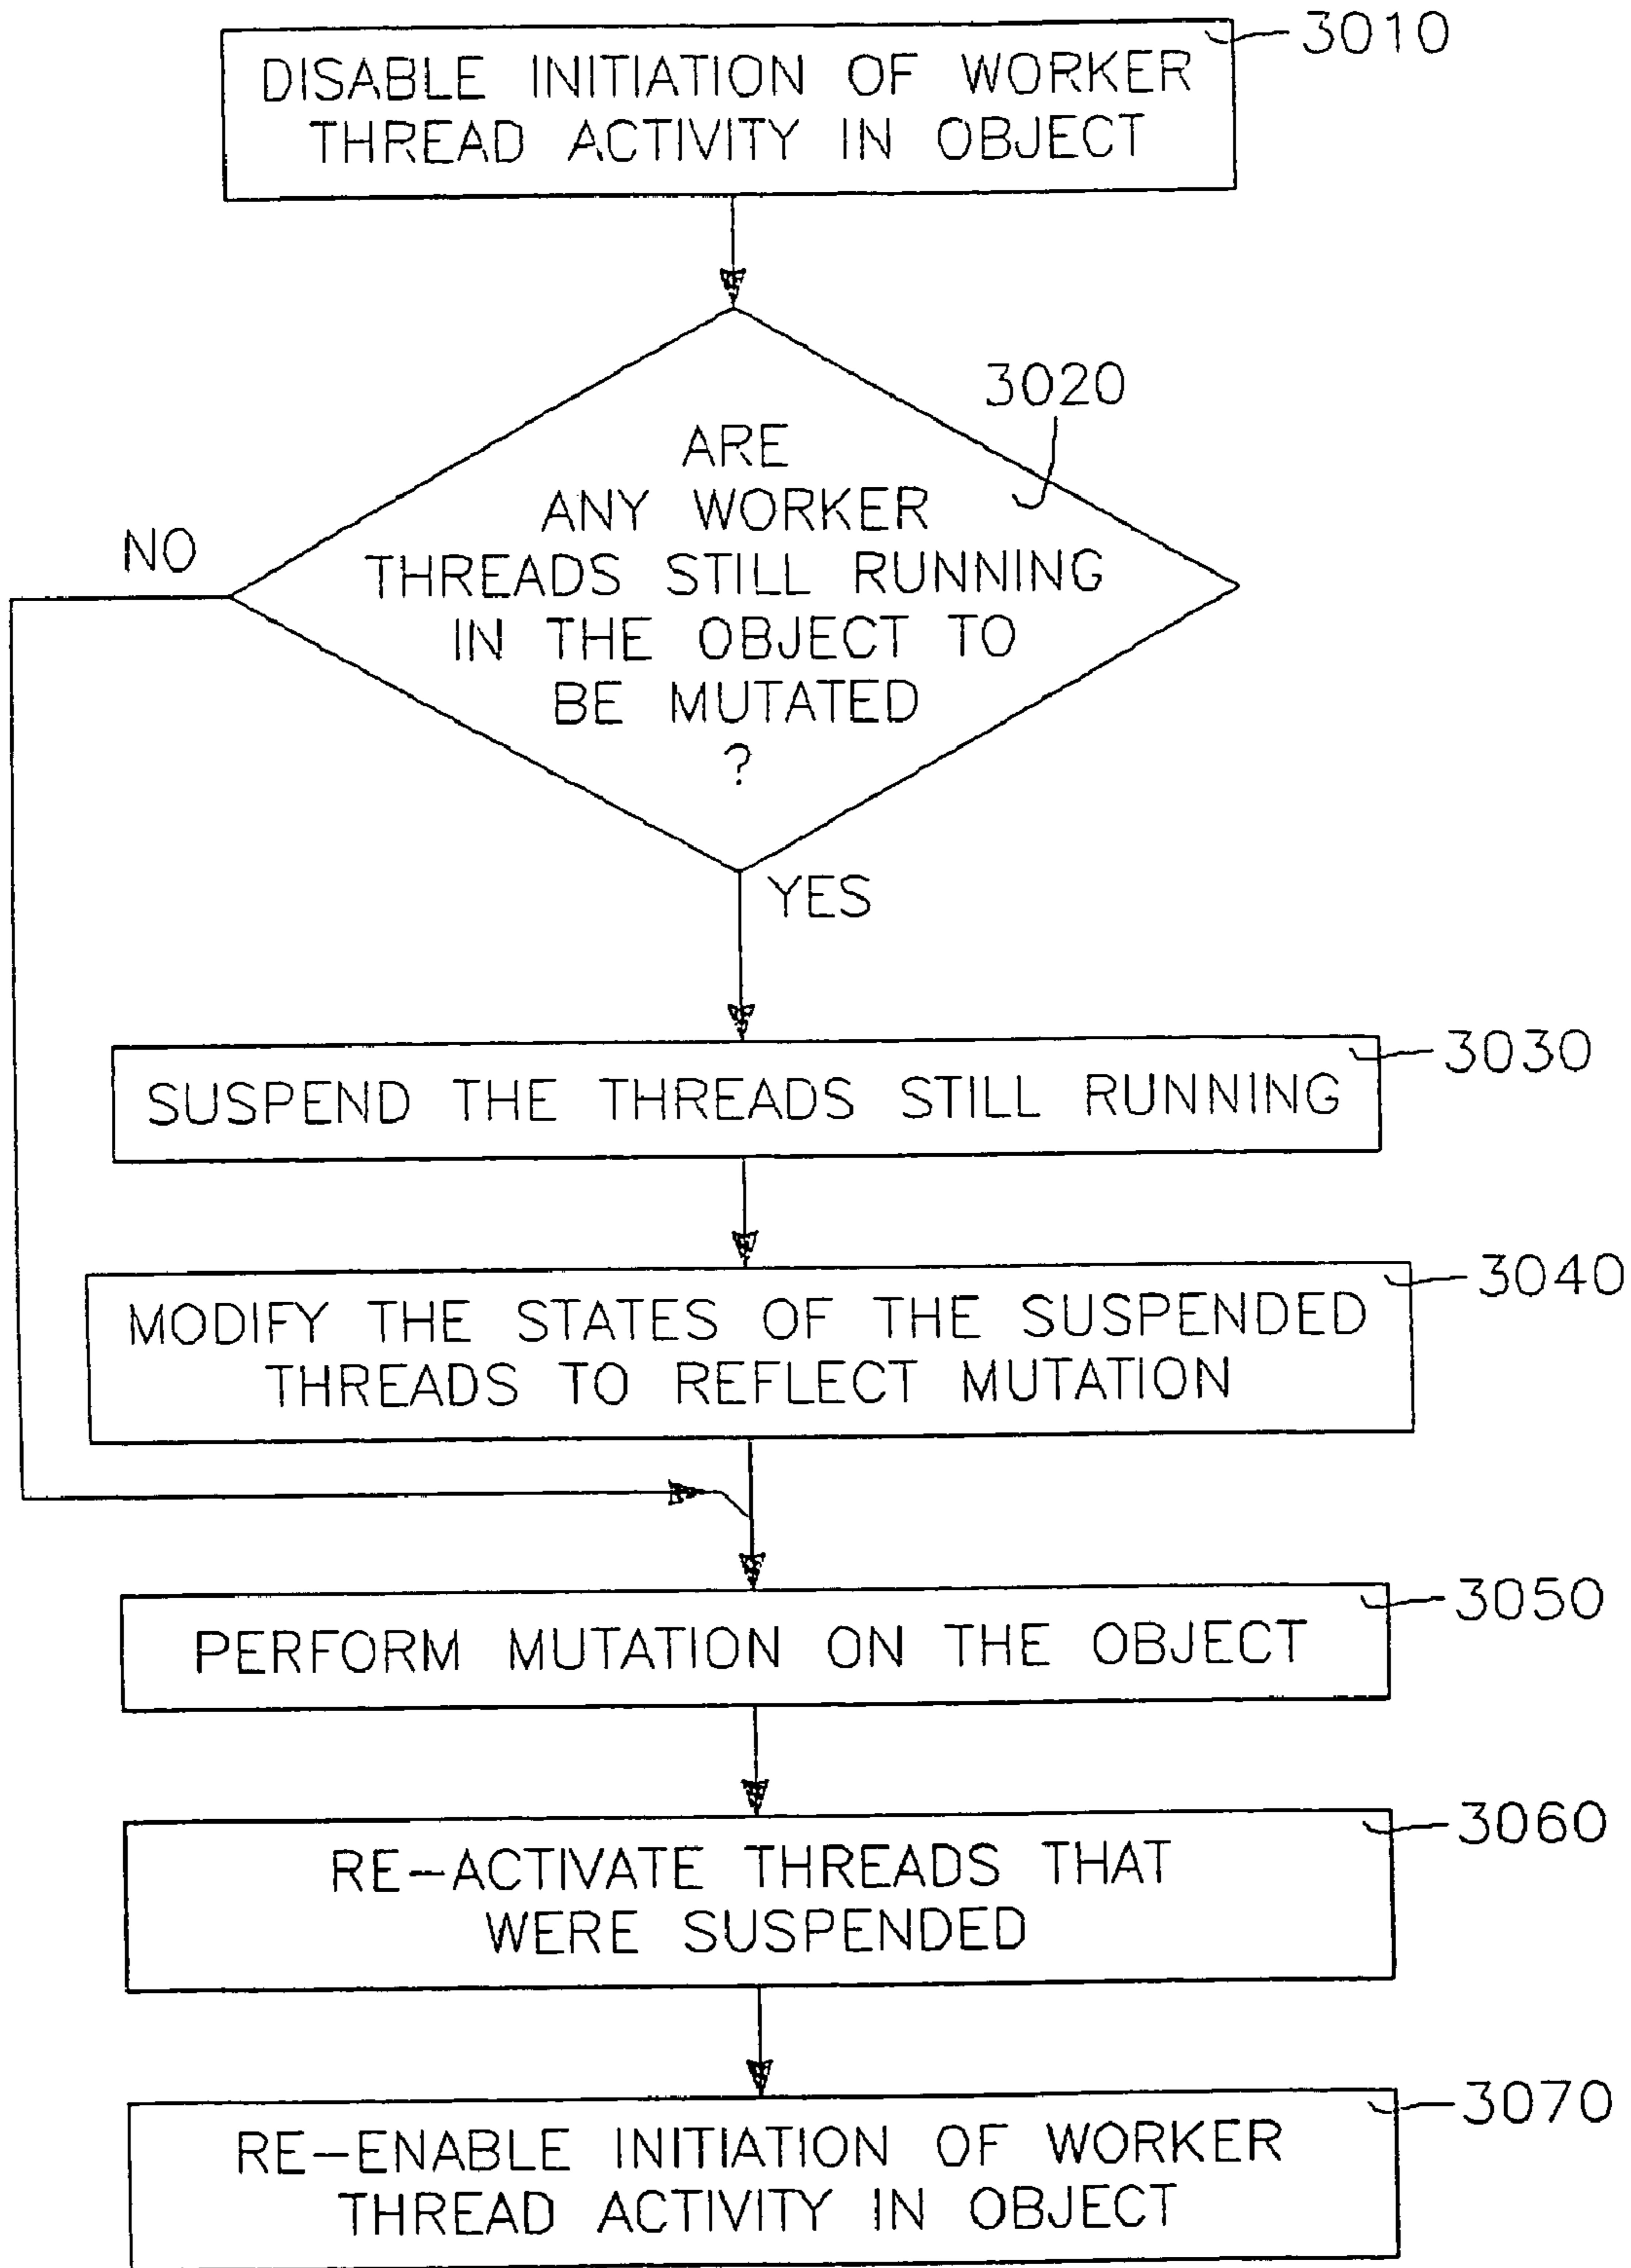 3010
DISABLE INITIATION OF WORKER
THREAD ACTIVITY IN OBJECT
3020
ARE
ANY WORKER
THREADS STILL RUNNING
IN THE OBJECT TO
BE MUTATED
?
NO
YES
3030
SUSPEND THE THREADS STILL RUNNING
3040
MODIFY THE STATES OF THE SUSPENDED
THREADS TO REFLECT MUTATION
3050
PERFORM MUTATION ON THE OBJECT
3060
RE-ACTIVATE THREADS THAT
WERE SUSPENDED
3070
RE-ENABLE INITIATION OF WORKER
THREAD ACTIVITY IN OBJECT